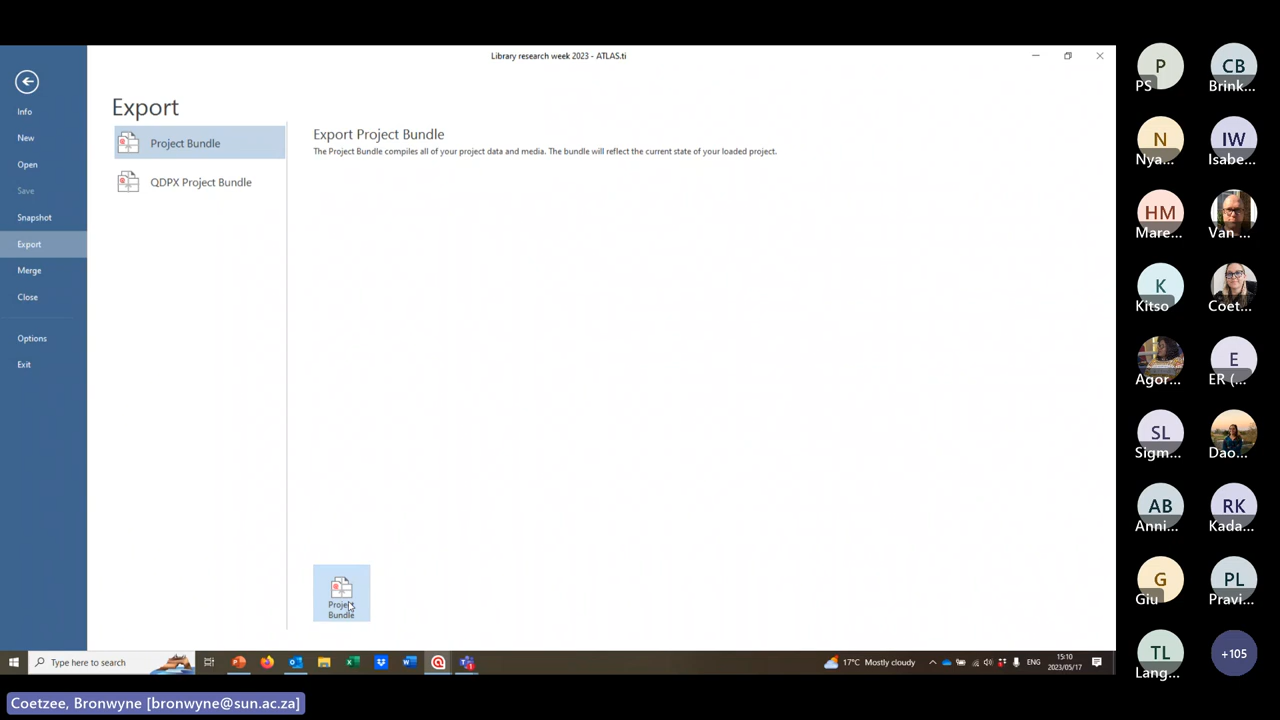 Library research week 2023 - ATLAS.ti
Info
New
Open
Save
Snapshot
Export
Merge
Close
Options
Exit
Export
Project Bundle
QDPX Project Bundle
Export Project Bundle
The Project Bundle compiles all of your project data and media. The bundle will reflect the current state of your loaded project.
Project
Bundle
Type here to search
17°C Mostly cloudy
ENG
15:10
2023/05/17
P
PS
CB
Brink...
N
Nya...
IW
Isabe...
HM
Mare...
Van ...
K
Kitso
Coet...
Agor...
E
ER (...
SL
Sigm...
Dao...
AB
Anni...
RK
Kada...
G
Giu
PL
Pravi...
TL
Lang...
+105
Coetzee, Bronwyne [bronwyne@sun.ac.za]